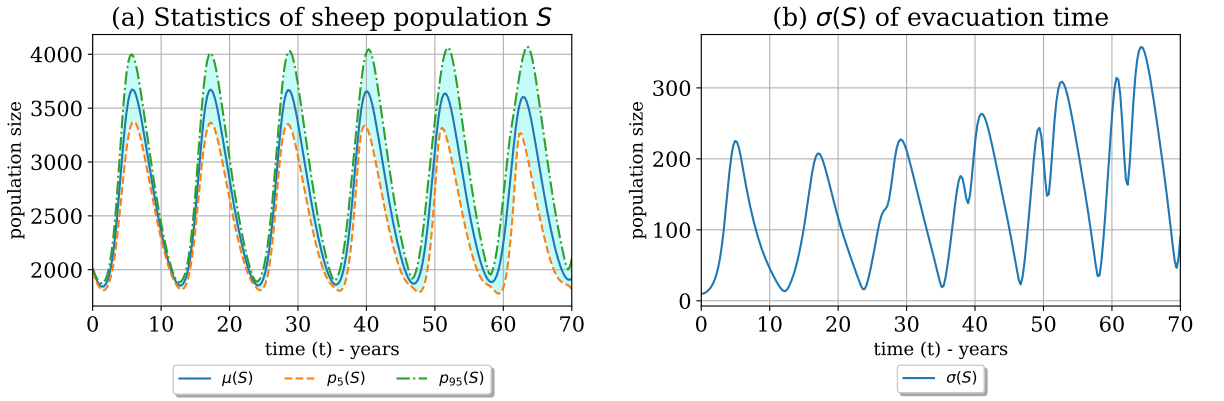 (a) Statistics of sheep population S
population size
4000
3500
3000
2500
2000
0 10 20 30 40 50 60 70
time (t) - years
μ(S) p₅(S) p₉₅(S)
(b) σ(S) of evacuation time
population size
300
200
100
0
0 10 20 30 40 50 60 70
time (t) - years
σ(S)